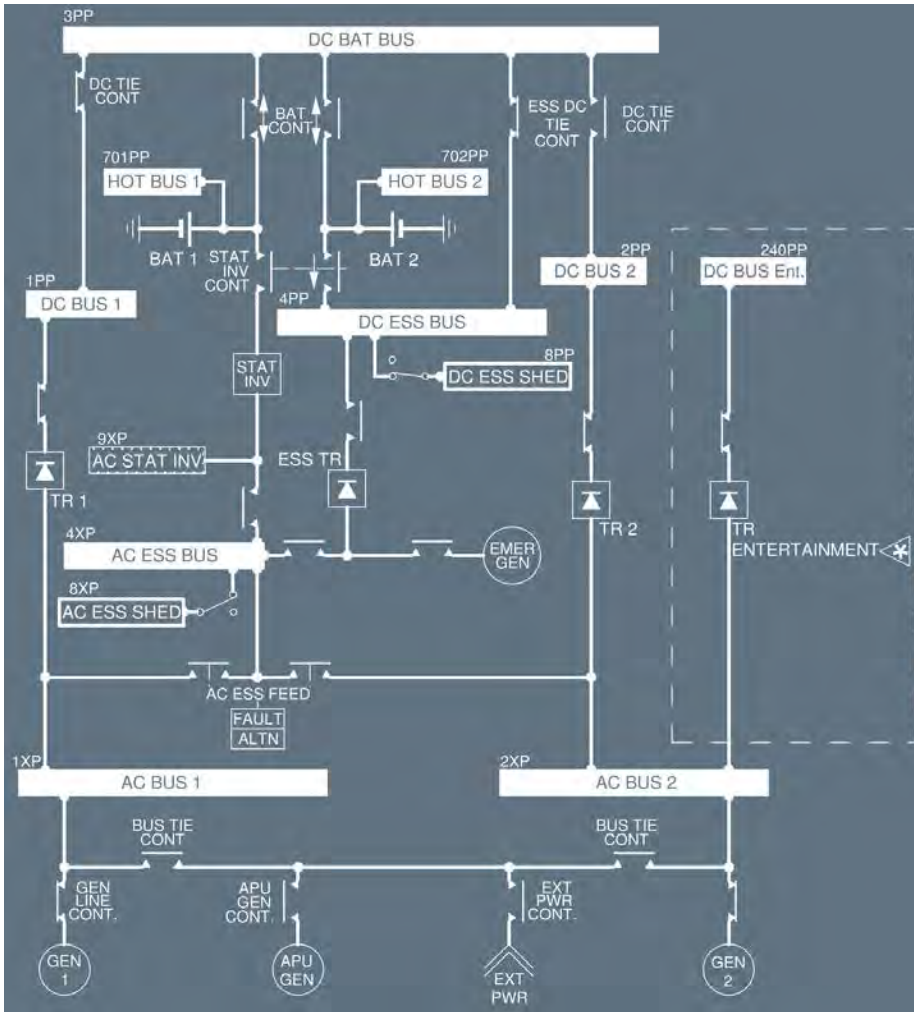 3PP
DC BAT BUS
DC TIE
CONT
BAT
CONT
ESS DC
TIE
CONT
DC TIE
CONT
701PP
HOT BUS 1
702PP
HOT BUS 2
BAT 1
STAT
INV
CONT
BAT 2
1PP
DC BUS 1
4PP
DC ESS BUS
2PP
DC BUS 2
240PP
DC BUS Ent.
8PP
DC ESS SHED
STAT
INV
9XP
AC STAT INV
ESS TR
TR 1
TR 2
TR
ENTERTAINMENT
4XP
AC ESS BUS
EMER
GEN
8XP
AC ESS SHED
AC ESS FEED
FAULT
ALTN
1XP
AC BUS 1
2XP
AC BUS 2
BUS TIE
CONT
BUS TIE
CONT
GEN
LINE
CONT.
APU
GEN
CONT.
EXT
PWR
CONT.
GEN
1
APU
GEN
EXT
PWR
GEN
2